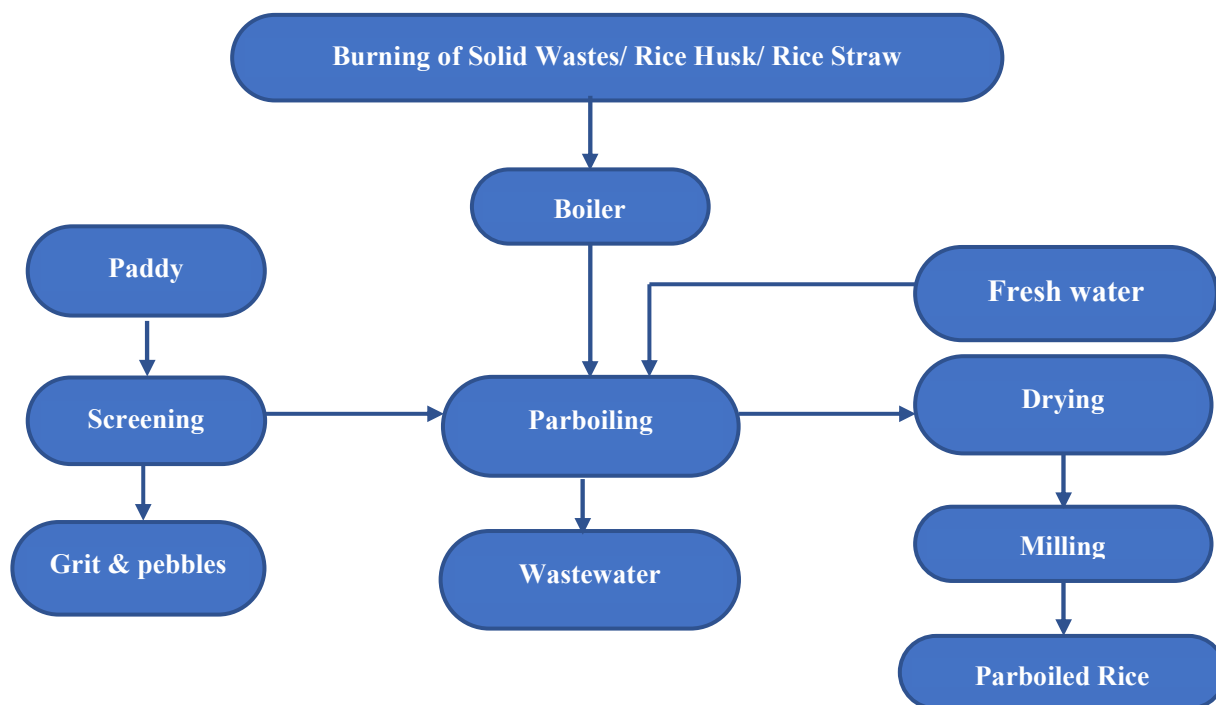 Burning of Solid Wastes/ Rice Husk/ Rice Straw
Boiler
Paddy
Fresh water
Screening
Parboiling
Drying
Grit & pebbles
Wastewater
Milling
Parboiled Rice